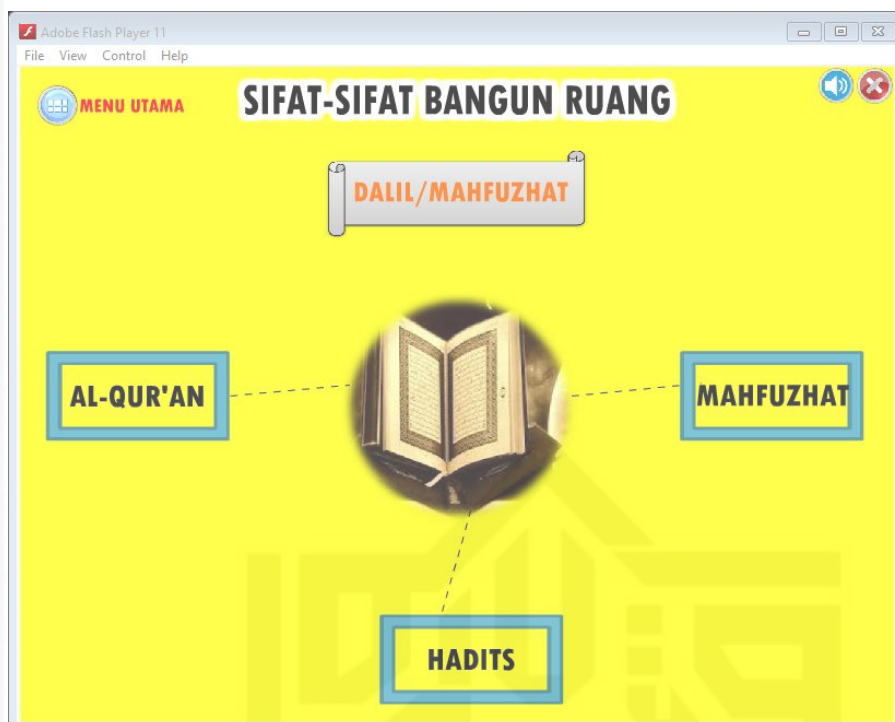 Adobe Flash Player 11
File View Control Help
MENU UTAMA
SIFAT-SIFAT BANGUN RUANG
DALIL/MAHFUZHAT
AL-QUR'AN
MAHFUZHAT
HADITS